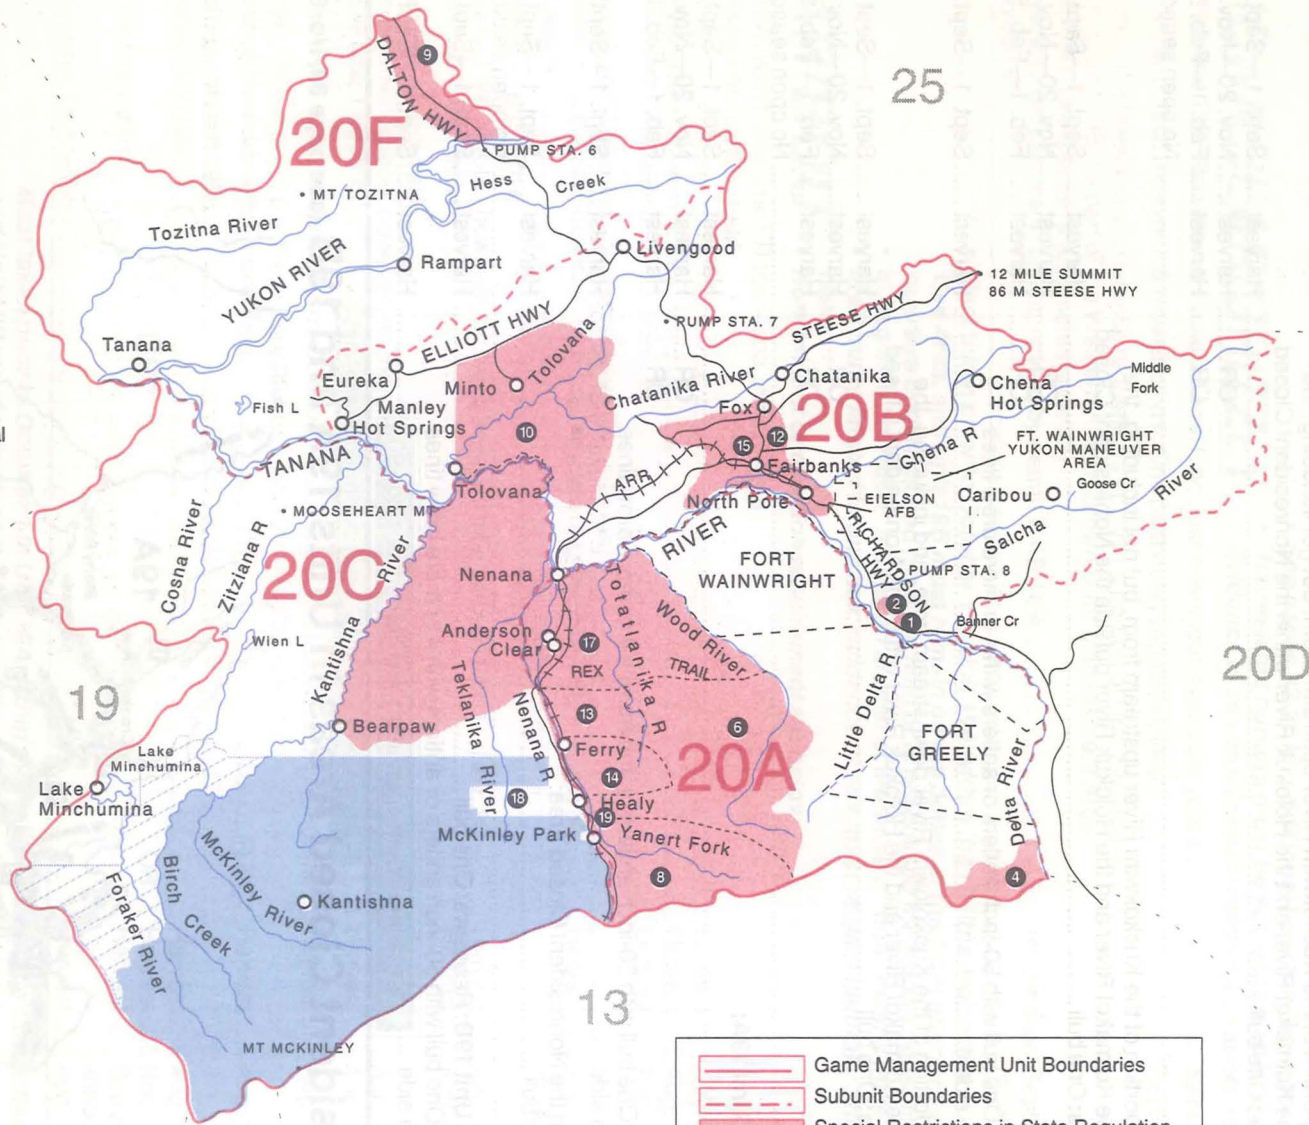 9
DALTON HWY
25
20F
PUMP STA. 6
Hess Creek
MT TOZITNA
Tozitna River
YUKON RIVER
Rampart
Livengood
12 MILE SUMMIT
86 M STEESE HWY
STEESE HWY
PUMP STA. 7
ELLIOTT HWY
Tanana
Eureka
Minto
Tolovana
Chatanika River
Chatanika
Chena
Hot Springs
Middle
Fork
Fish L
Manley
Hot Springs
Fox
20B
10
15
12
FT. WAINWRIGHT
YUKON MANEUVER
AREA
al
TANANA
Tolovana
ARR
Fairbanks
Chena R
Goose Cr
River
North Pole
EIELSON
AFB
Caribou
Salcha
MOOSEHEART MT
Cosna River
Zitziana R
20C
River
RIVER
FORT
WAINWRIGHT
RICHARDSON
HWY
PUMP STA. 8
Nenana
Totatlanika R
Wood River
2
1
Banner Cr
Wien L
Kantishna
Anderson
Clear
17
REX
TRAIL
20D
19
Teklanika
River
Nenana R
13
6
Little Delta R
FORT
GREELY
Delta River
Bearpaw
Ferry
20A
Lake
Minchumina
Lake
Minchumina
14
18
Healy
19
McKinley Park
Yanert Fork
McKinley River
Birch
Creek
Foraker River
8
4
Kantishna
13
MT MCKINLEY
Game Management Unit Boundaries
Subunit Boundaries
Special Restrictions in State Regulation